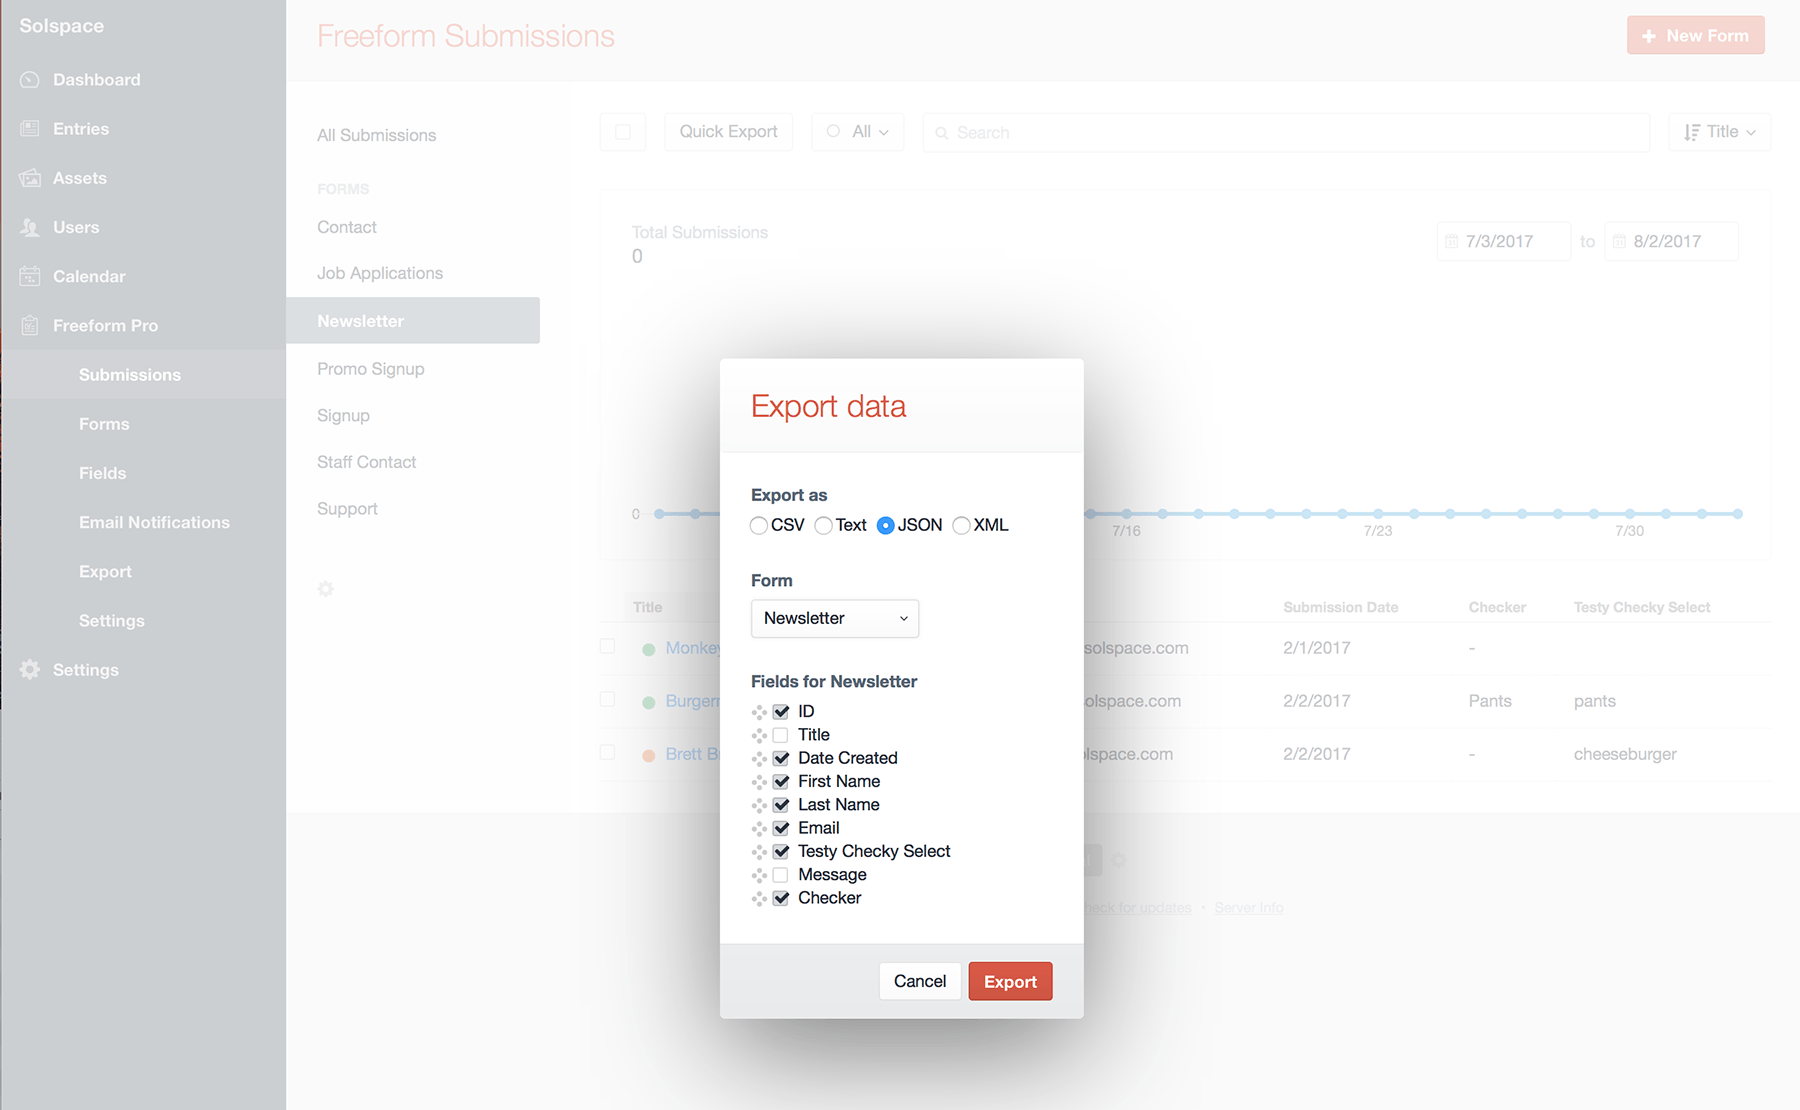 Solspace
Dashboard
Entries
Assets
Users
Calendar
Freeform Pro
Submissions
Forms
Fields
Email Notifications
Export
Settings
Settings
Freeform Submissions
New Form
All Submissions
FORMS
Contact
Job Applications
Newsletter
Promo Signup
Signup
Staff Contact
Support
Quick Export
All
Search
Title
Total Submissions
0
7/3/2017 to 8/2/2017
0
7/16 7/23 7/30
Title Submission Date Checker Testy Checky Select
Monkey solspace.com 2/1/2017 -
Burger olspace.com 2/2/2017 Pants pants
Brett B lspace.com 2/2/2017 - cheeseburger
heck for updates • Server Info
Export data
Export as
CSV Text JSON XML
Form
Newsletter
Fields for Newsletter
ID
Title
Date Created
First Name
Last Name
Email
Testy Checky Select
Message
Checker
Cancel Export